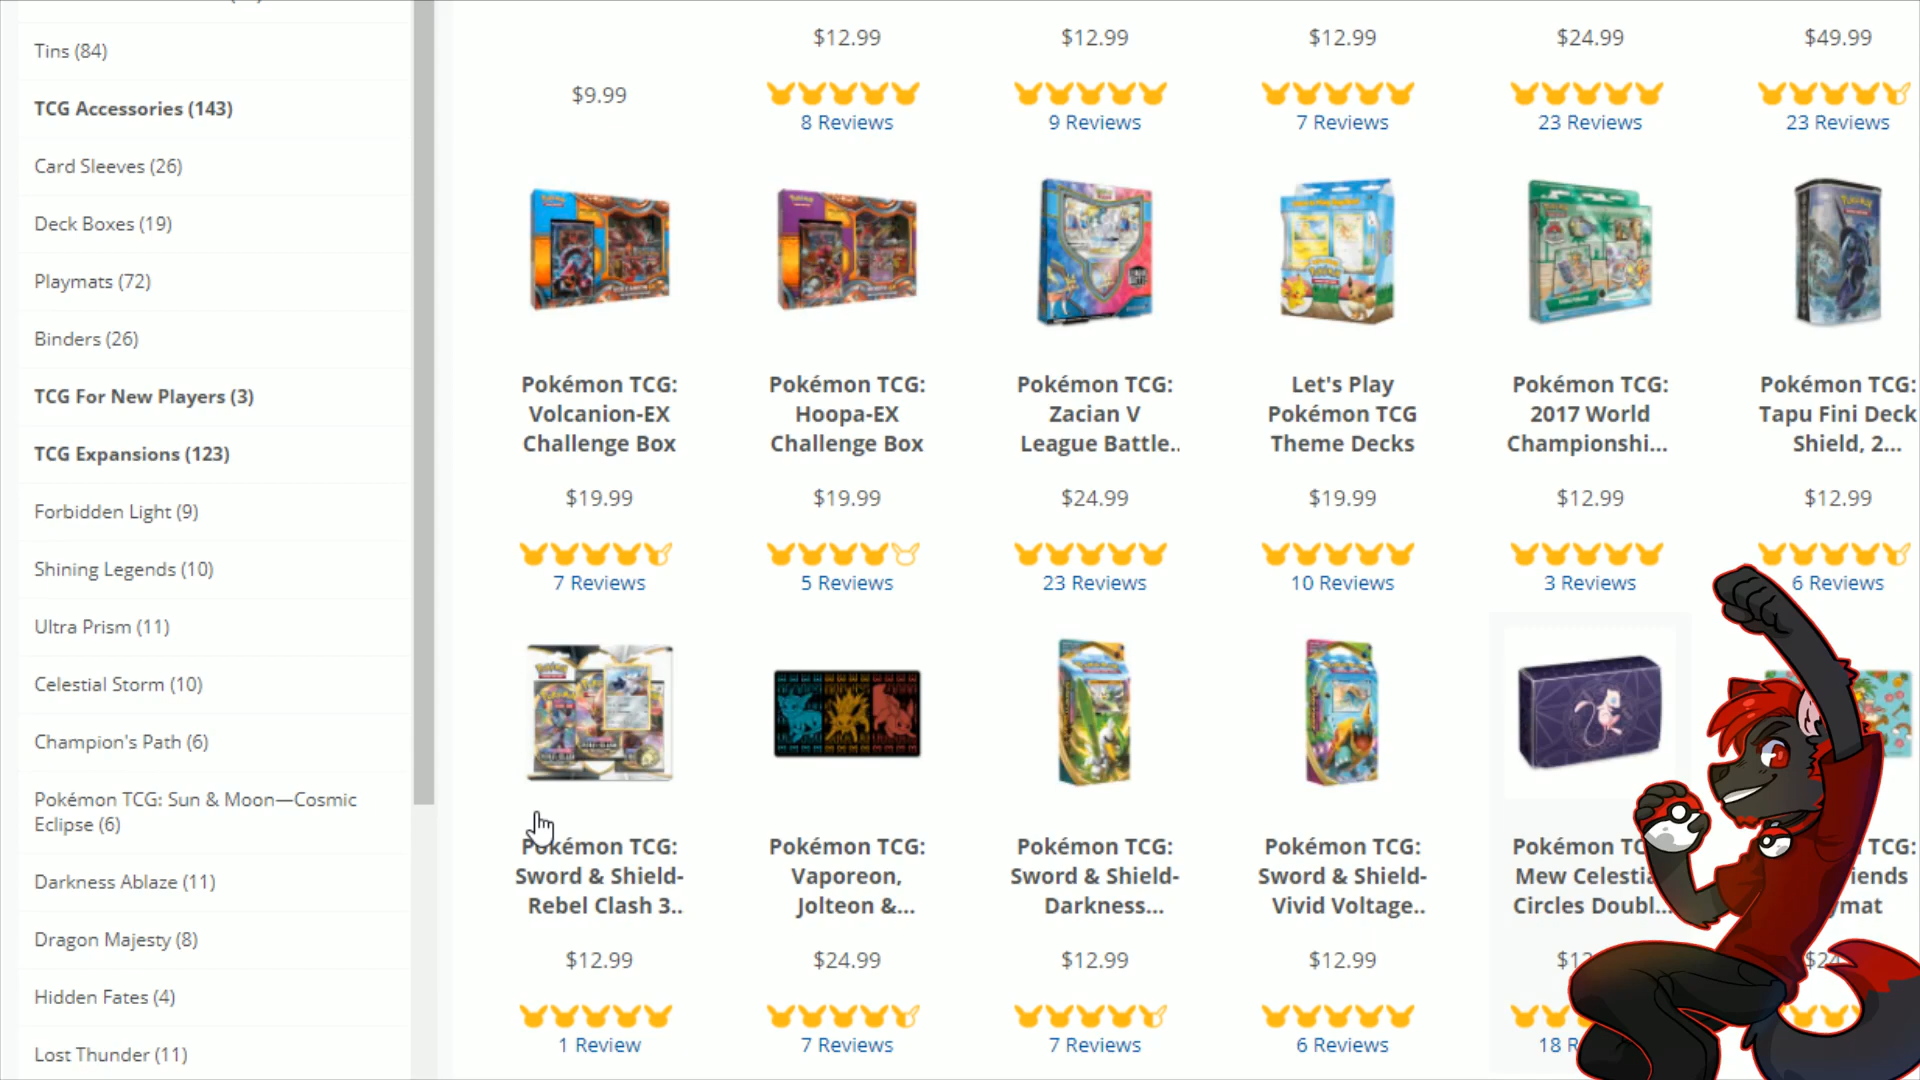 Tins (84)
TCG Accessories (143)
Card Sleeves (26)
Deck Boxes (19)
Playmats (72)
Binders (26)
TCG For New Players (3)
TCG Expansions (123)
Forbidden Light (9)
Shining Legends (10)
Ultra Prism (11)
Celestial Storm (10)
Champion's Path (6)
Pokémon TCG: Sun & Moon—Cosmic
Eclipse (6)
Darkness Ablaze (11)
Dragon Majesty (8)
Hidden Fates (4)
Lost Thunder (11)
$9.99
$12.99
8 Reviews
$12.99
9 Reviews
$12.99
7 Reviews
$24.99
23 Reviews
$49.99
23 Reviews
Pokémon TCG:
Volcanion-EX
Challenge Box
$19.99
7 Reviews
Pokémon TCG:
Hoopa-EX
Challenge Box
$19.99
5 Reviews
Pokémon TCG:
Zacian V
League Battle..
$24.99
23 Reviews
Let's Play
Pokémon TCG
Theme Decks
$19.99
10 Reviews
Pokémon TCG:
2017 World
Championshi...
$12.99
3 Reviews
Pokémon TCG:
Tapu Fini Deck
Shield, 2...
$12.99
6 Reviews
Pokémon TCG:
Sword & Shield-
Rebel Clash 3..
$12.99
1 Review
Pokémon TCG:
Vaporeon,
Jolteon &...
$24.99
7 Reviews
Pokémon TCG:
Sword & Shield-
Darkness...
$12.99
7 Reviews
Pokémon TCG:
Sword & Shield-
Vivid Voltage..
$12.99
6 Reviews
Pokémon TC
Mew Celestia
Circles Doubl...
$12
18 R
TCG:
iends
ymat
$24